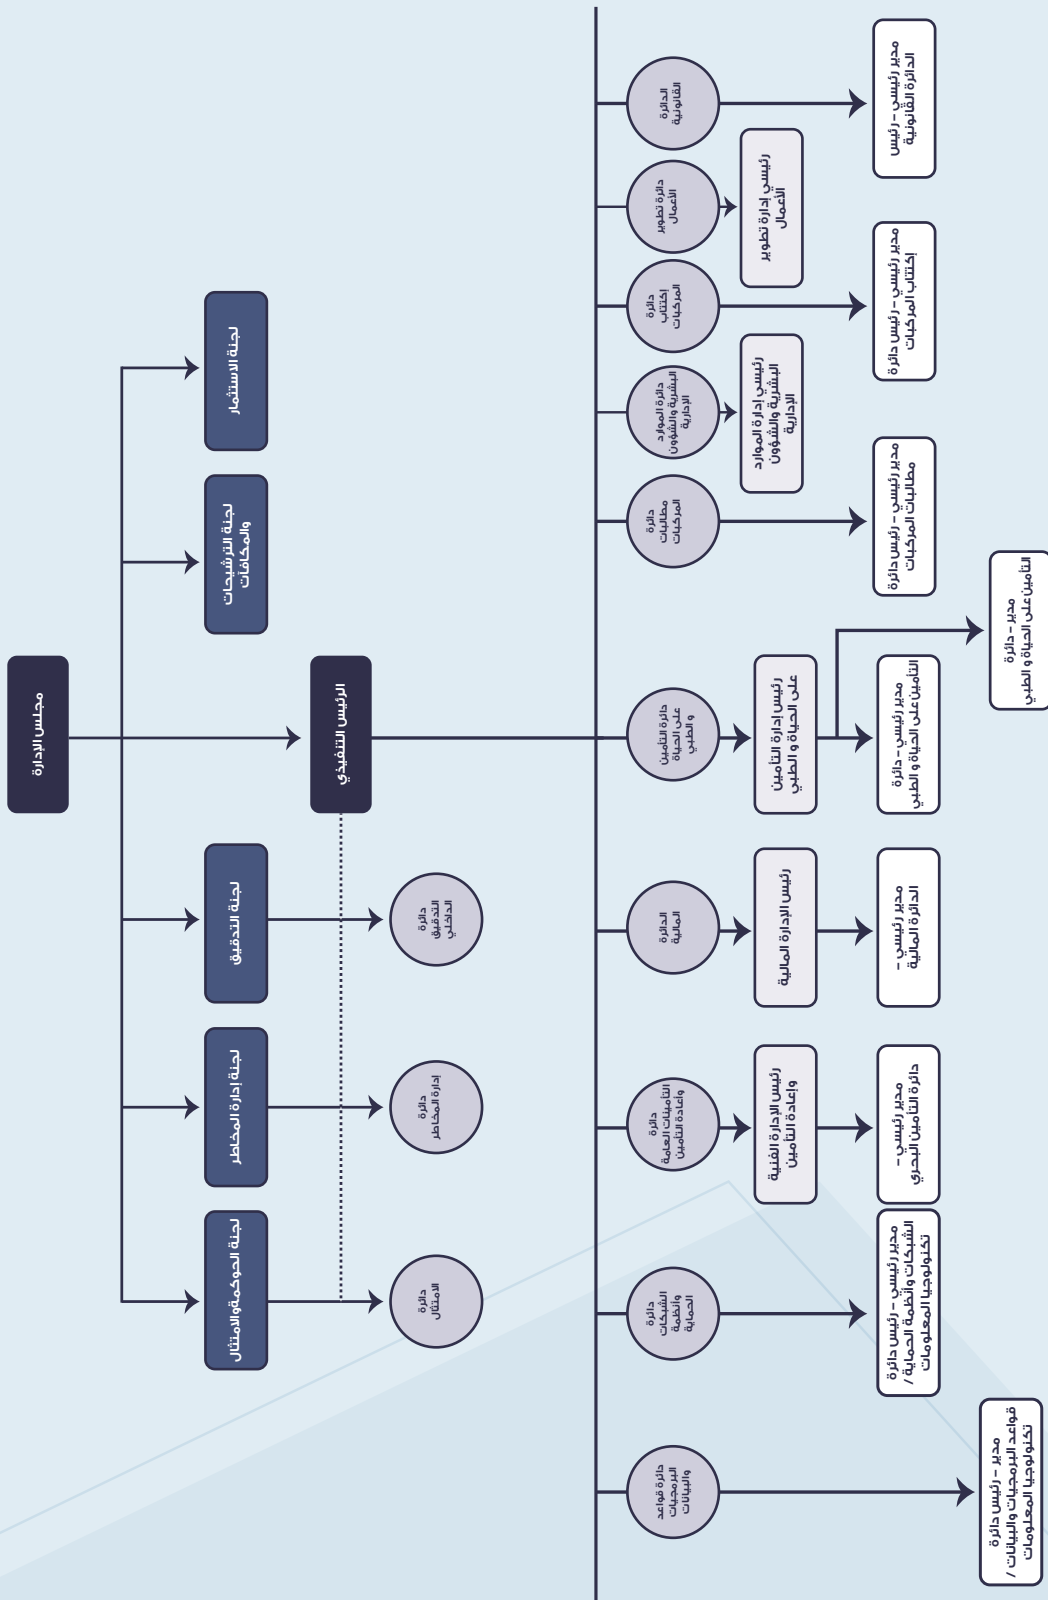 مجلس الإدارة
لجنة الاستثمار
لجنة الترشيحات
والمكافآت
لجنة التدقيق
لجنة إدارة المخاطر
لجنة الحوكمة والامتثال
الرئيس التنفيذي
دائرة
التدقيق
الداخلي
دائرة
إدارة المخاطر
دائرة
الامتثال
الدائرة
القانونية
مدير رئيسي – رئيس
الدائرة القانونية
دائرة تطوير
الأعمال
رئيسي إدارة تطوير
الأعمال
دائرة
إكتتاب
المركبات
مدير رئيسي – رئيس دائرة
إكتتاب المركبات
دائرة الموارد
البشرية والشؤون
الإدارية
رئيسي إدارة الموارد
البشرية والشؤون
الإدارية
دائرة
مطالبات
المركبات
مدير رئيسي – رئيس دائرة
مطالبات المركبات
دائرة التأمين
على الحياة
و الطبي
رئيس إدارة التأمين
على الحياة و الطبي
مدير رئيسي – دائرة
التأمين على الحياة و الطبي
مدير – دائرة
التأمين على الحياة و الطبي
الدائرة
المالية
رئيس الإدارة المالية
مدير رئيسي –
الدائرة المالية
دائرة
التأمينات العامة
وإعادة التأمين
رئيس الإدارة الفنية
وإعادة التأمين
مدير رئيسي –
دائرة التأمين البحري
دائرة
الشبكات
وأنظمة
الحماية
مدير رئيسي – رئيس دائرة
الشبكات وأنظمة الحماية /
تكنولوجيا المعلومات
دائرة قواعد
البرمجيات
والبيانات
مدير – رئيس دائرة
قواعد البرمجيات والبيانات /
تكنولوجيا المعلومات